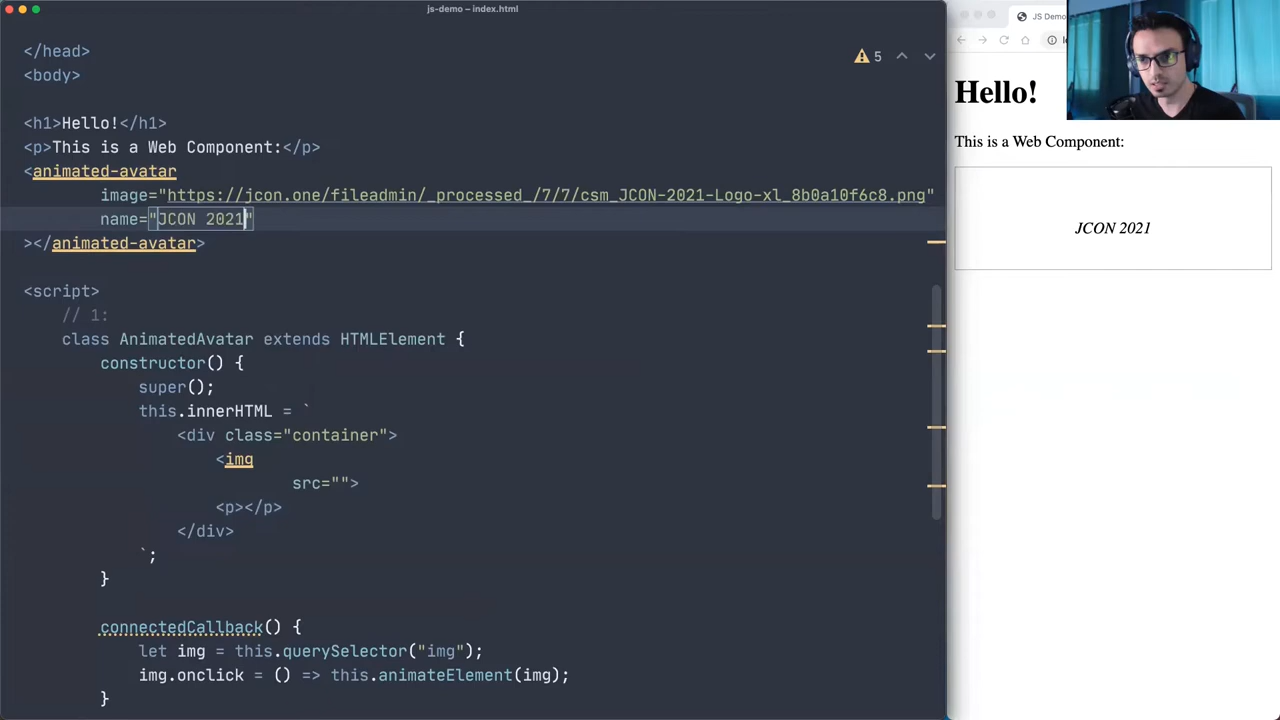 js-demo – index.html
</head>
<body>
<h1>Hello!</h1>
<p>This is a Web Component:</p>
<animated-avatar
image="https://jcon.one/fileadmin/_processed_/7/7/csm_JCON-2021-Logo-xl_8b0a10f6c8.png"
name="JCON 2021"
></animated-avatar>
<script>
// 1:
class AnimatedAvatar extends HTMLElement {
constructor() {
super();
this.innerHTML = `
<div class="container">
<img
src="">
<p></p>
</div>
`;
}
connectedCallback() {
let img = this.querySelector("img");
img.onclick = () => this.animateElement(img);
}
5
JS Demo
Hello!
This is a Web Component:
JCON 2021